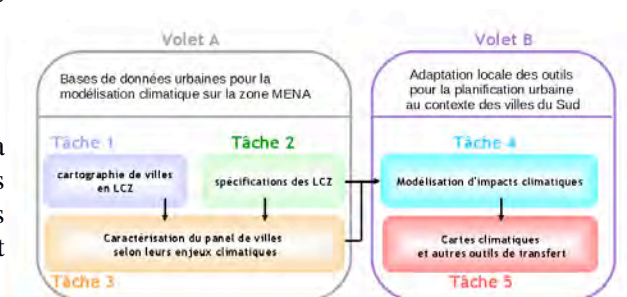 Volet A
Volet B
Bases de données urbaines pour la
modélisation climatique sur la zone MENA
Adaptation locale des outils
pour la planification urbaine
au contexte des villes du Sud
Tâche 1
Tâche 2
Tâche 4
cartographie de villes
en LCZ
spécifications des LCZ
Modélisation d'impacts climatiques
Caractérisation du panel de villes
selon leurs enjeux climatiques
Cartes climatiques
et autres outils de transfert
Tâche 3
Tâche 5